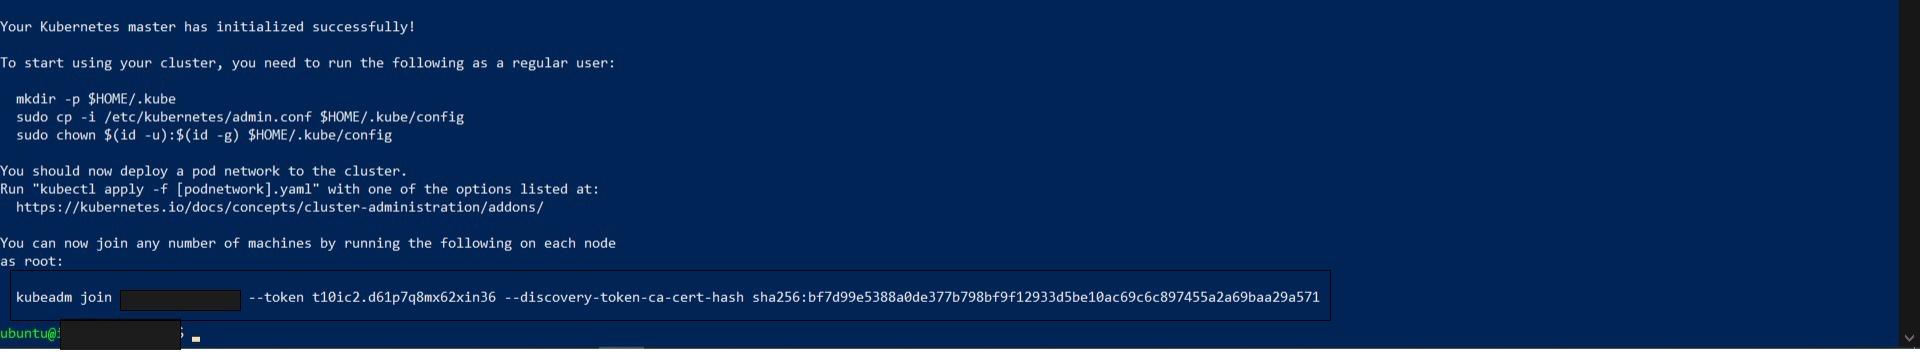 Your Kubernetes master has initialized successfully!
To start using your cluster, you need to run the following as a regular user:
mkdir -p $HOME/.kube
sudo cp -i /etc/kubernetes/admin.conf $HOME/.kube/config
sudo chown $(id -u):$(id -g) $HOME/.kube/config
You should now deploy a pod network to the cluster.
Run "kubectl apply -f [podnetwork].yaml" with one of the options listed at:
https://kubernetes.io/docs/concepts/cluster-administration/addons/
You can now join any number of machines by running the following on each node
as root:
kubeadm join --token t10ic2.d61p7q8mx62xin36 --discovery-token-ca-cert-hash sha256:bf7d99e5388a0de377b798bf9f12933d5be10ac69c6c897455a2a69baa29a571
ubuntu@